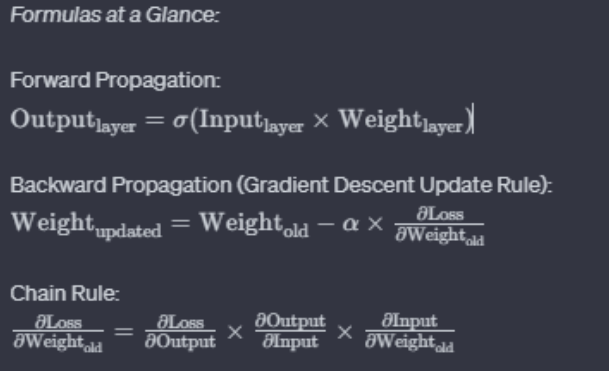 Formulas at a Glance:
Forward Propagation:
Output_layer = σ(Input_layer × Weight_layer)
Backward Propagation (Gradient Descent Update Rule):
Weight_updated = Weight_old − α × ∂Loss/∂Weight_old
Chain Rule:
∂Loss/∂Weight_old = ∂Loss/∂Output × ∂Output/∂Input × ∂Input/∂Weight_old